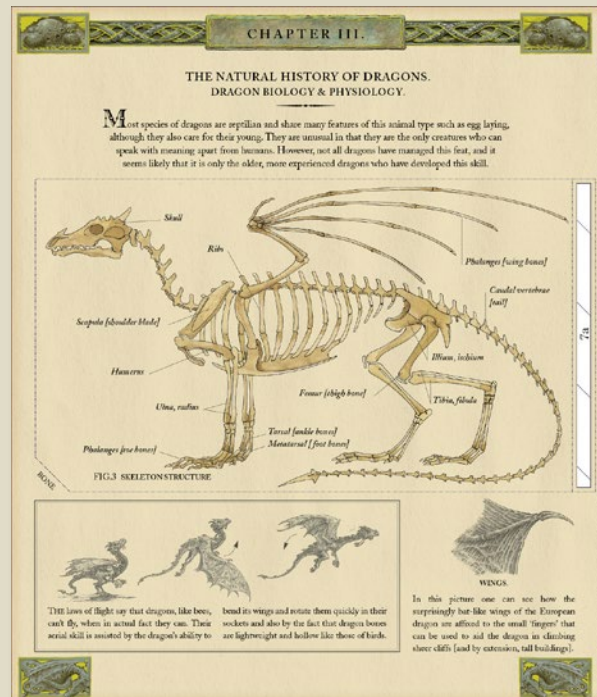 CHAPTER III.
THE NATURAL HISTORY OF DRAGONS.
DRAGON BIOLOGY & PHYSIOLOGY.
Most species of dragons are reptilian and share many features of this animal type such as egg laying,
although they also care for their young. They are unusual in that they are the only creatures who can
speak with meaning apart from humans. However, not all dragons have managed this feat, and it
seems likely that it is only the older, more experienced dragons who have developed this skill.
Skull
Ribs
Phalanges [wing bones]
Caudal vertebrae
[tail]
7a
Scapula [shoulder blade]
Humerus
Illium, ischium
Femur [thigh bone]
Tibia, fibula
Ulna, radius
Tarsal [ankle bones]
Metatarsal [ foot bones]
Phalanges [toe bones]
BONE
FIG.3 SKELETON STRUCTURE
THE laws of flight say that dragons, like bees,
can't fly, when in actual fact they can. Their
aerial skill is assisted by the dragon's ability to
bend its wings and rotate them quickly in their
sockets and also by the fact that dragon bones
are lightweight and hollow like those of birds.
WINGS.
In this picture one can see how the
surprisingly bat-like wings of the European
dragon are affixed to the small 'fingers' that
can be used to aid the dragon in climbing
sheer cliffs [and by extension, tall buildings].